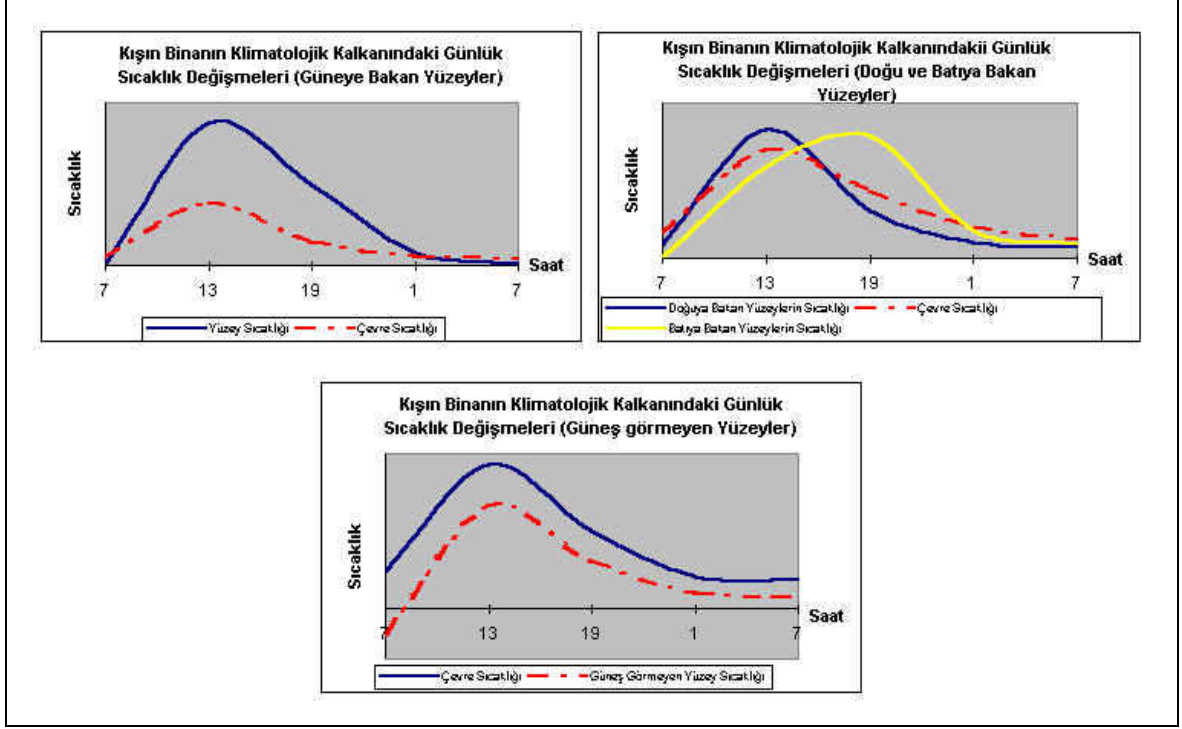 Kışın Binanın Klimatolojik Kalkanındaki Günlük
Sıcaklık Değişmeleri (Güneye Bakan Yüzeyler)
Sıcaklık
Saat
7 13 19 1 7
Yüzey Sıcaklığı Çevre Sıcaklığı
Kışın Binanın Klimatolojik Kalkanındakii Günlük
Sıcaklık Değişmeleri (Doğu ve Batıya Bakan
Yüzeyler)
Sıcaklık
Saat
7 13 19 1 7
Doğuya Bakan Yüzeylerin Sıcaklığı Çevre Sıcaklığı
Batıya Bakan Yüzeylerin Sıcaklığı
Kışın Binanın Klimatolojik Kalkanındaki Günlük
Sıcaklık Değişmeleri (Güneş görmeyen Yüzeyler)
Sıcaklık
Saat
7 13 19 1 7
Çevre Sıcaklığı Güneş Görmeyen Yüzey Sıcaklığı